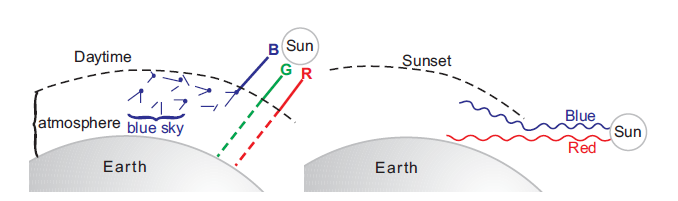 Daytime
B
Sun
G
R
atmosphere
blue sky
Earth
Sunset
Blue
Sun
Red
Earth